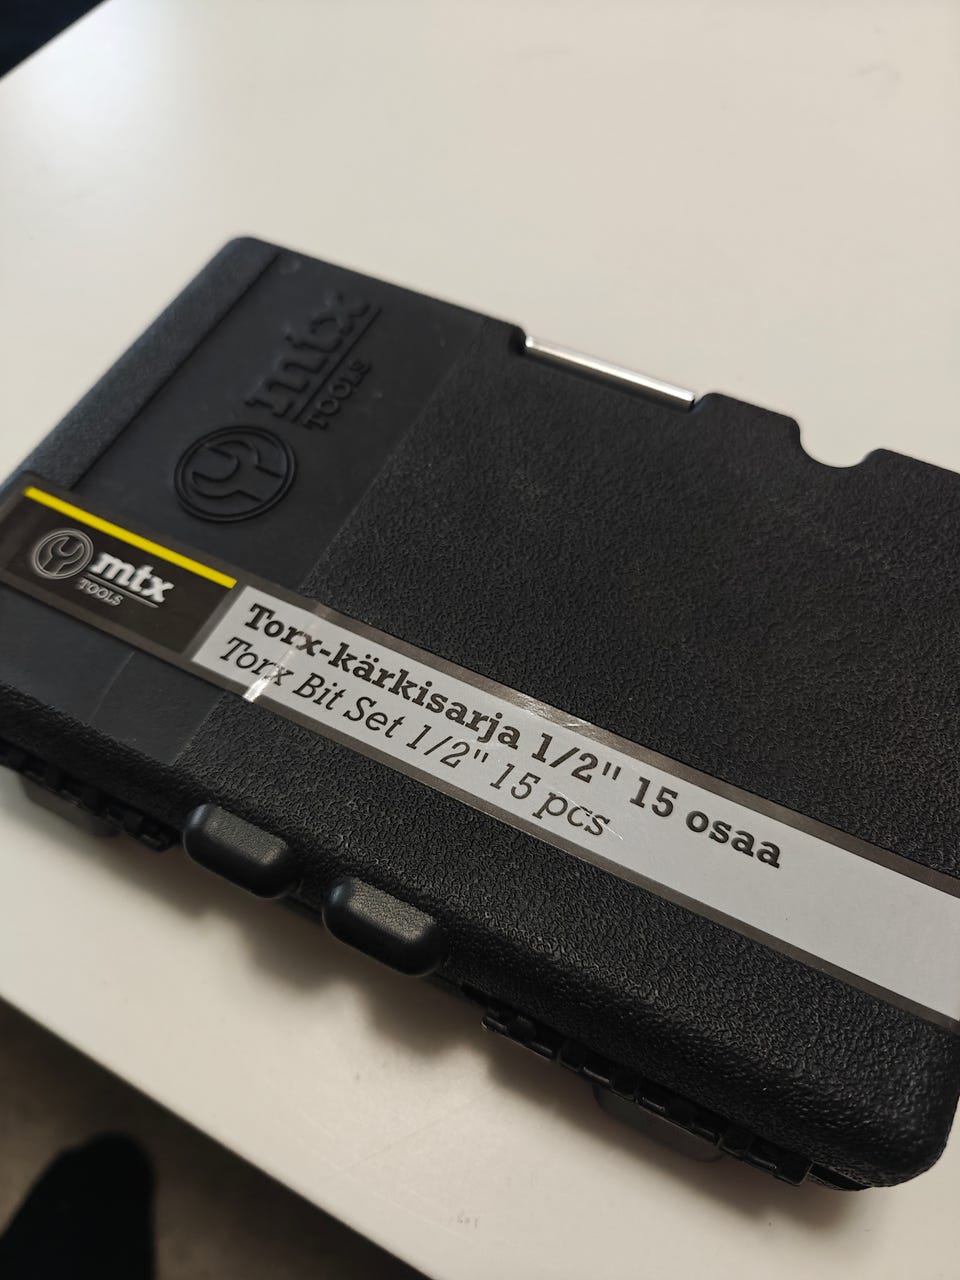 mtx
TOOLS
mtx
TOOLS
Torx-kärkisarja 1/2" 15 osaa
Torx Bit Set 1/2" 15 pcs